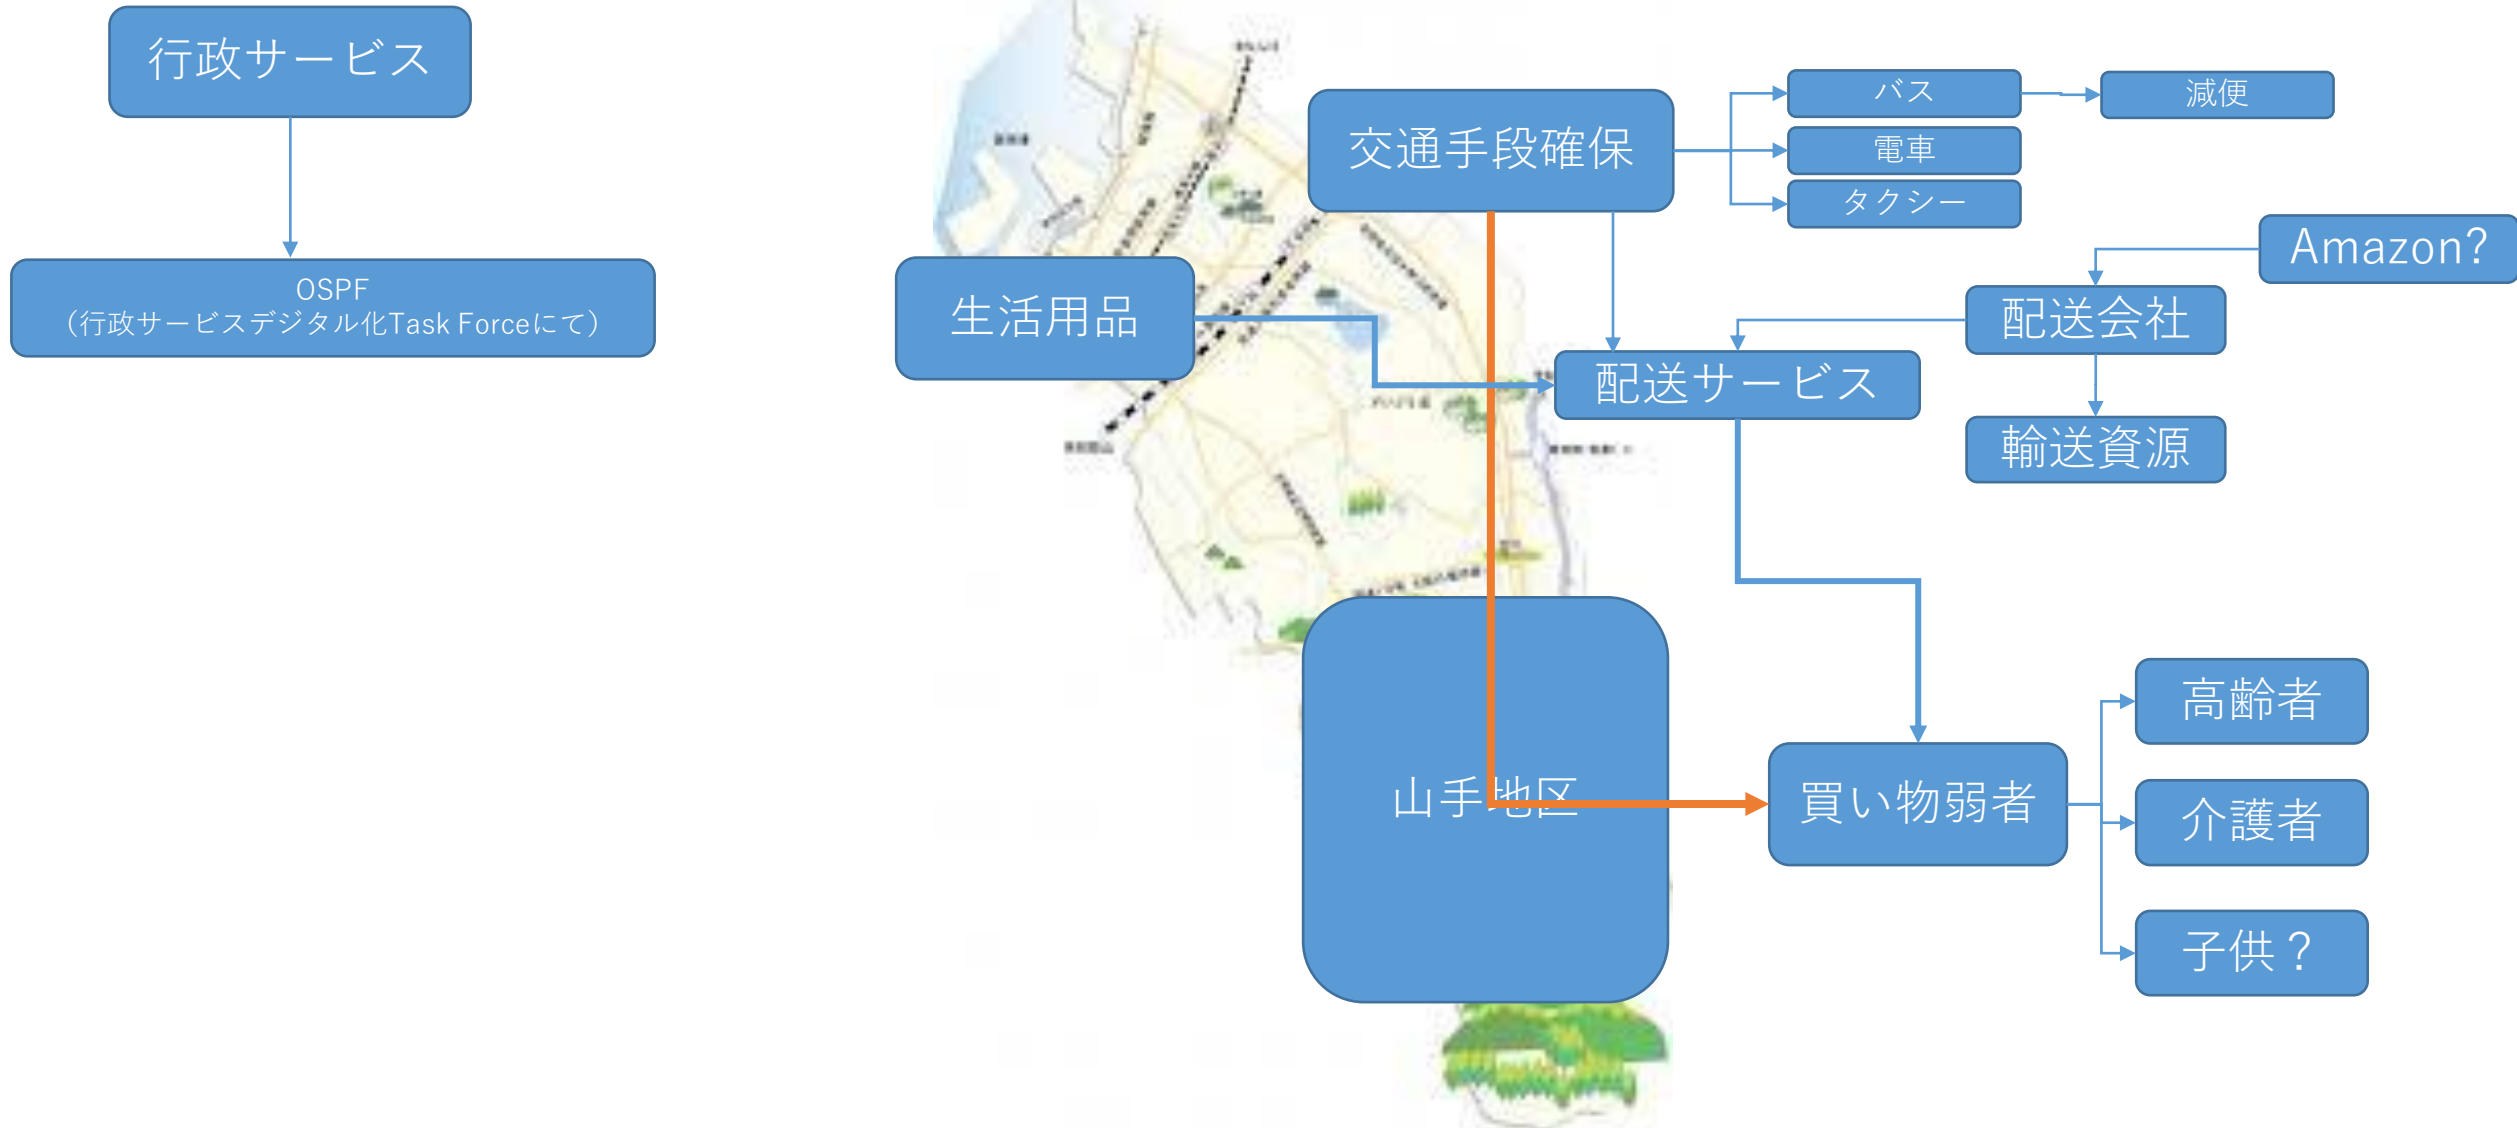 行政サービス
OSPF
（行政サービスデジタル化Task Forceにて）
交通手段確保
バス
減便
電車
タクシー
Amazon?
生活用品
配送会社
配送サービス
輸送資源
山手地区
買い物弱者
高齢者
介護者
子供？